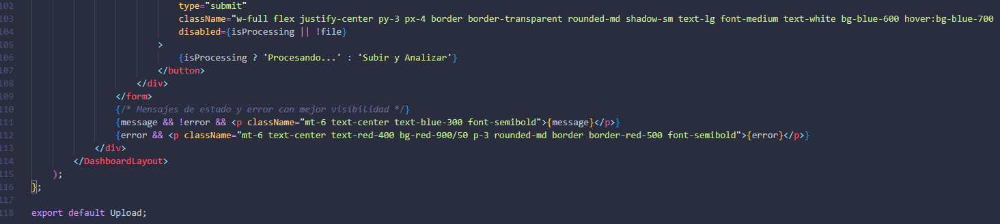 102 type="submit"
103 className="w-full flex justify-center py-3 px-4 border border-transparent rounded-md shadow-sm text-lg font-medium text-white bg-blue-600 hover:bg-blue-700
104 disabled={isProcessing || !file}
105 >
106 {isProcessing ? 'Procesando...' : 'Subir y Analizar'}
107 </button>
108 </div>
109 </form>
110 {/* Mensajes de estado y error con mejor visibilidad */}
111 {message && !error && <p className="mt-6 text-center text-blue-300 font-semibold">{message}</p>}
112 {error && <p className="mt-6 text-center text-red-400 bg-red-900/50 p-3 rounded-md border border-red-500 font-semibold">{error}</p>}
113 </div>
114 </DashboardLayout>
115 );
116 };
117
118 export default Upload;